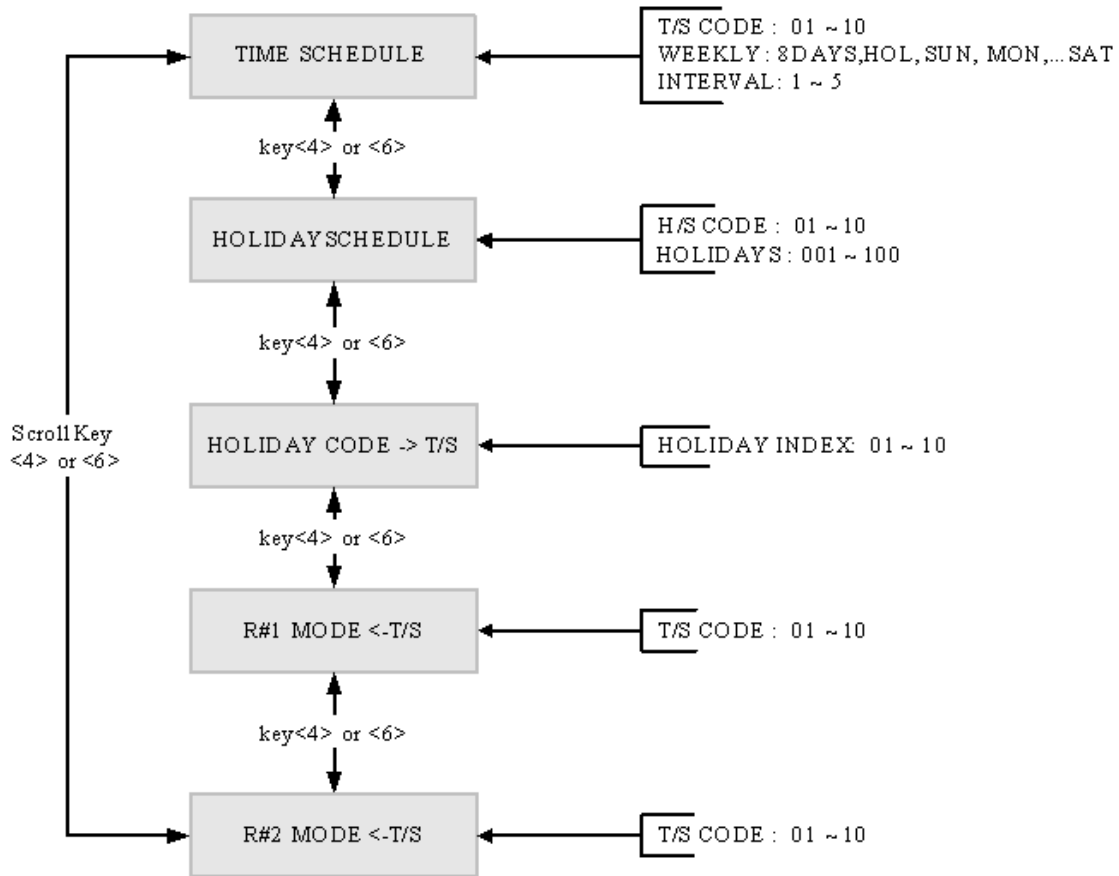 TIME SCHEDULE
T/S CODE : 01 ~ 10
WEEKLY : 8DAYS,HOL, SUN, MON,...SAT
INTERVAL: 1 ~ 5
key<4> or <6>
HOLIDAYSCHEDULE
H/S CODE : 01 ~ 10
HOLIDAYS : 001 ~ 100
key<4> or <6>
Scroll Key
<4> or <6>
HOLIDAY CODE -> T/S
HOLIDAY INDEX: 01 ~ 10
key<4> or <6>
R#1 MODE <-T/S
T/S CODE : 01 ~ 10
key<4> or <6>
R#2 MODE <-T/S
T/S CODE : 01 ~ 10